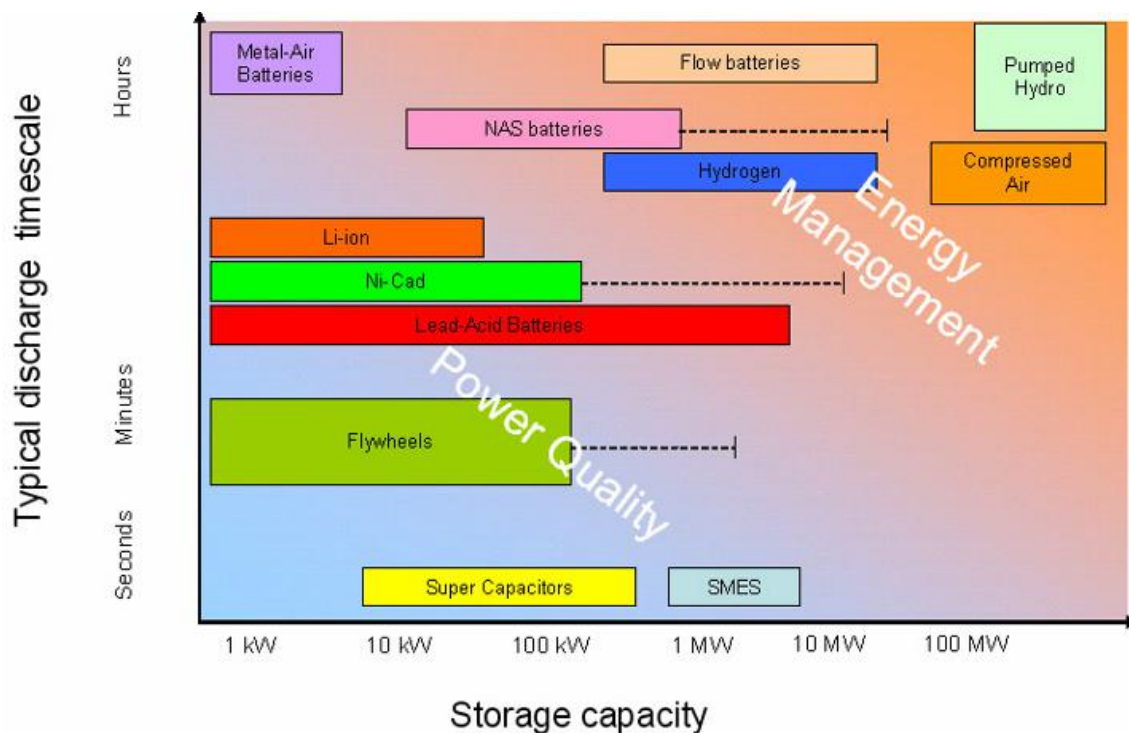 Typical discharge timescale
Hours
Minutes
Seconds
Metal-Air
Batteries
Flow batteries
Pumped
Hydro
NAS batteries
Hydrogen
Compressed
Air
Energy
Management
Li-ion
Ni-Cad
Lead-Acid Batteries
Power Quality
Flywheels
Super Capacitors
SMES
1 kW
10 kW
100 kW
1 MW
10 MW
100 MW
Storage capacity